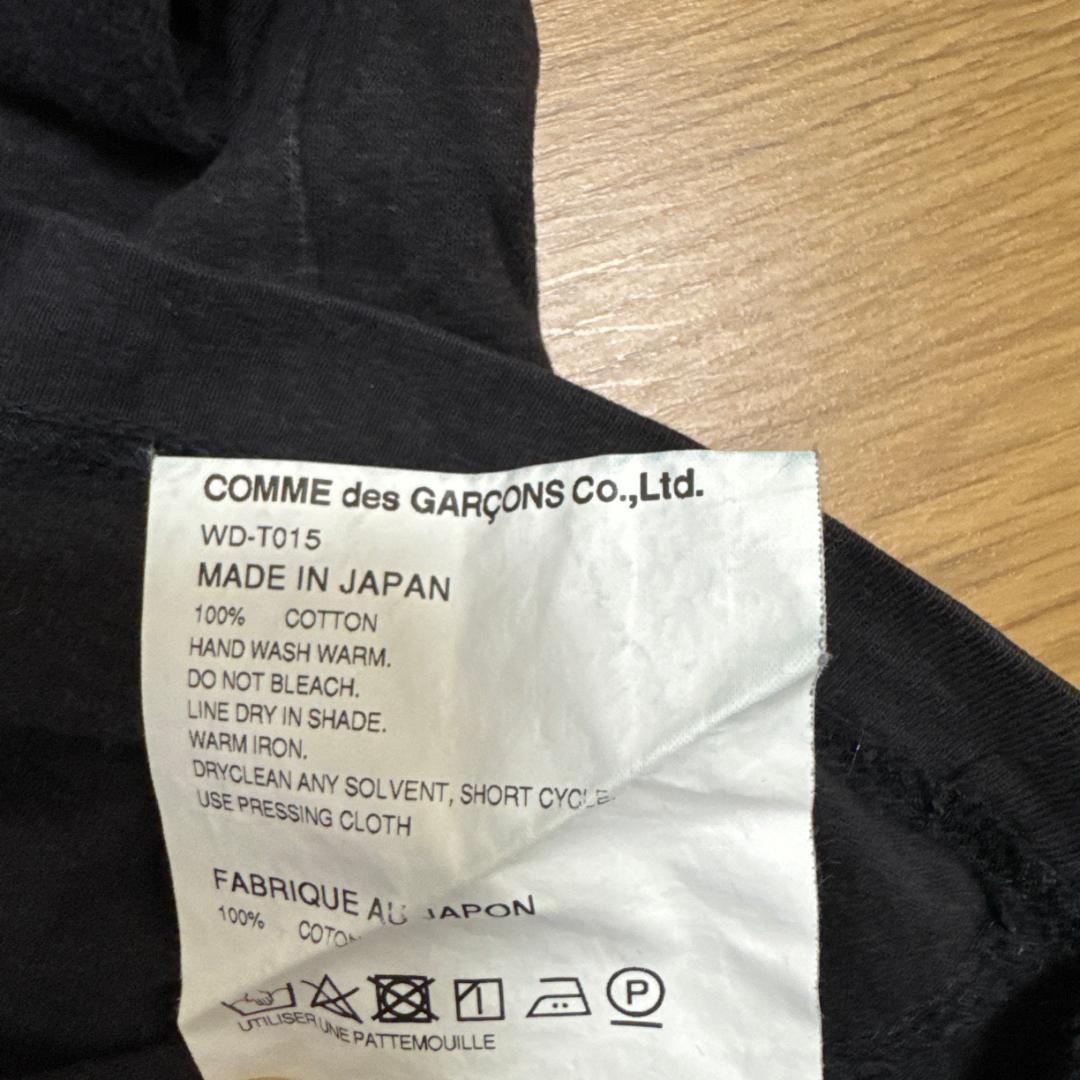 COMME des GARÇONS Co.,Ltd.
WD-T015
MADE IN JAPAN
100% COTTON
HAND WASH WARM.
DO NOT BLEACH.
LINE DRY IN SHADE.
WARM IRON.
DRYCLEAN ANY SOLVENT, SHORT CYCLE.
USE PRESSING CLOTH
FABRIQUE AU JAPON
100% COTON
P
UTILISER UNE PATTEMOUILLE